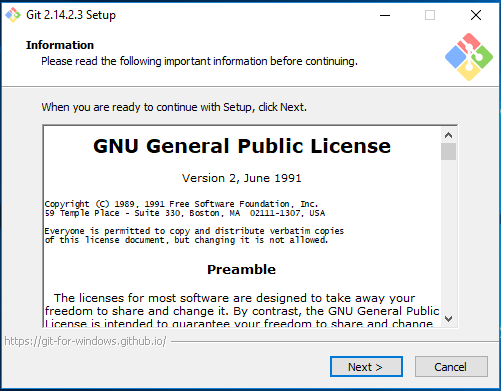 Git 2.14.2.3 Setup
Information
Please read the following important information before continuing.
When you are ready to continue with Setup, click Next.
GNU General Public License
Version 2, June 1991
Copyright (C) 1989, 1991 Free Software Foundation, Inc.
59 Temple Place - Suite 330, Boston, MA  02111-1307, USA
Everyone is permitted to copy and distribute verbatim copies
of this license document, but changing it is not allowed.
Preamble
The licenses for most software are designed to take away your
freedom to share and change it. By contrast, the GNU General Public
License is intended to guarantee your freedom to share and change
https://git-for-windows.github.io/
Next >
Cancel